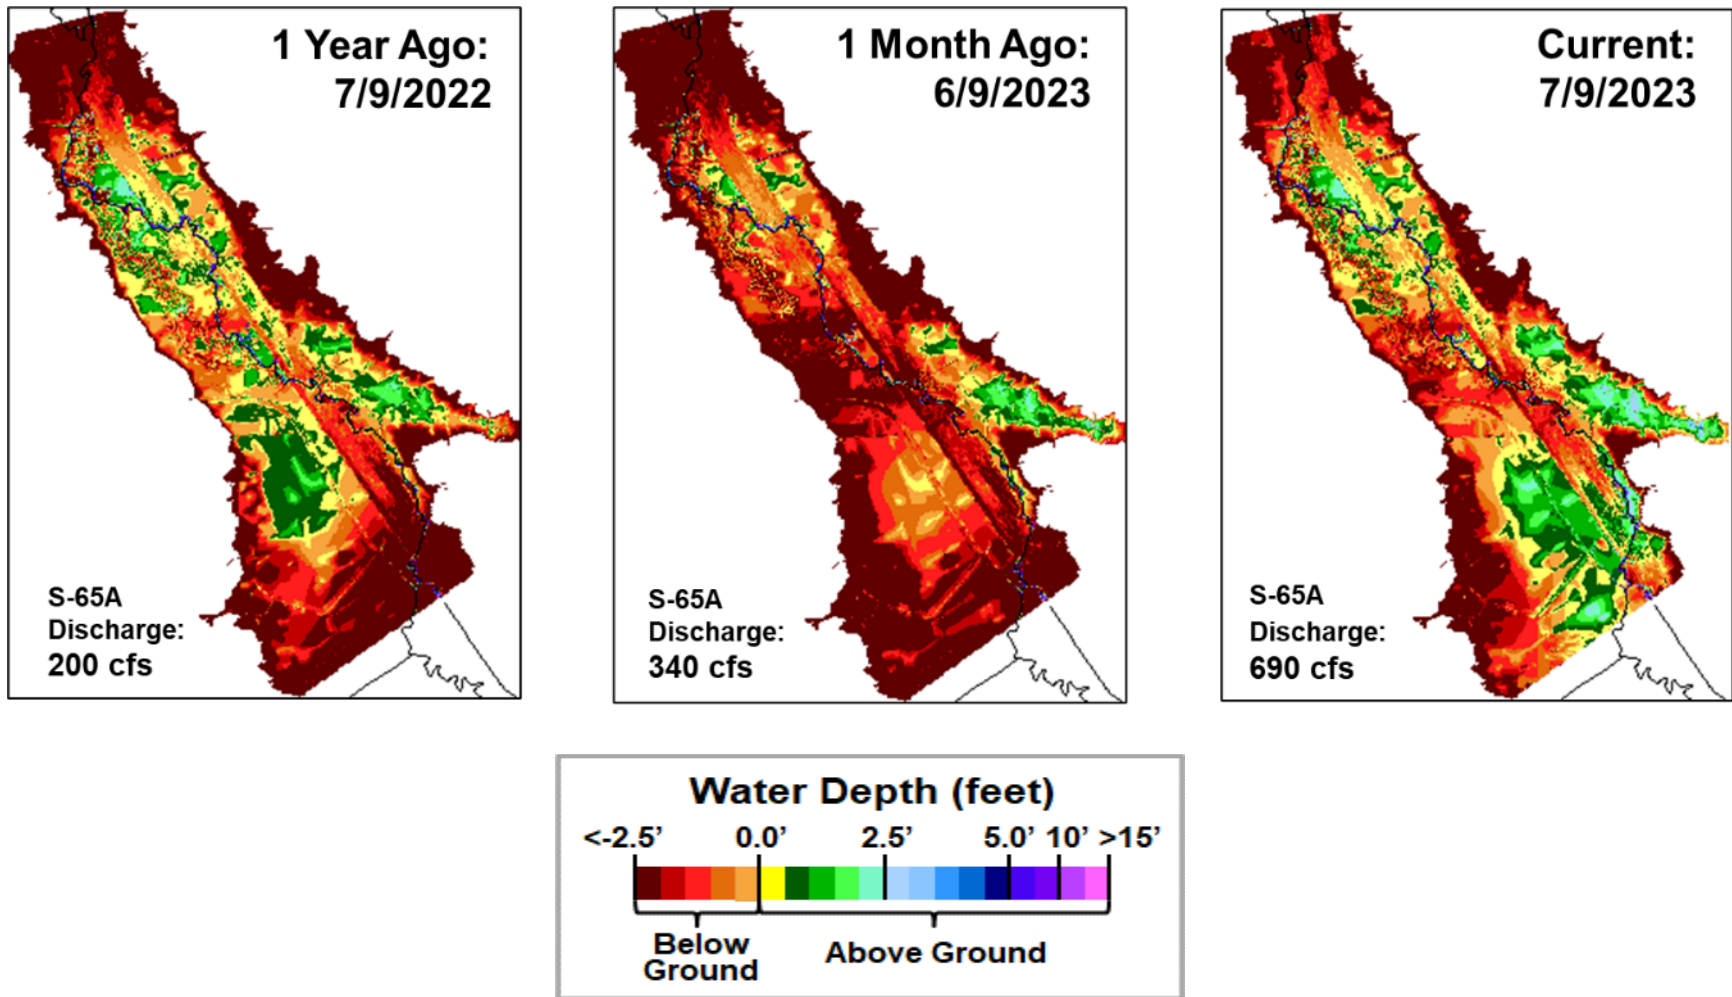 1 Year Ago:
7/9/2022
S-65A
Discharge:
200 cfs
1 Month Ago:
6/9/2023
S-65A
Discharge:
340 cfs
Current:
7/9/2023
S-65A
Discharge:
690 cfs
Water Depth (feet)
<-2.5’ 0.0’ 2.5’ 5.0’ 10’ >15’
Below
Ground
Above Ground